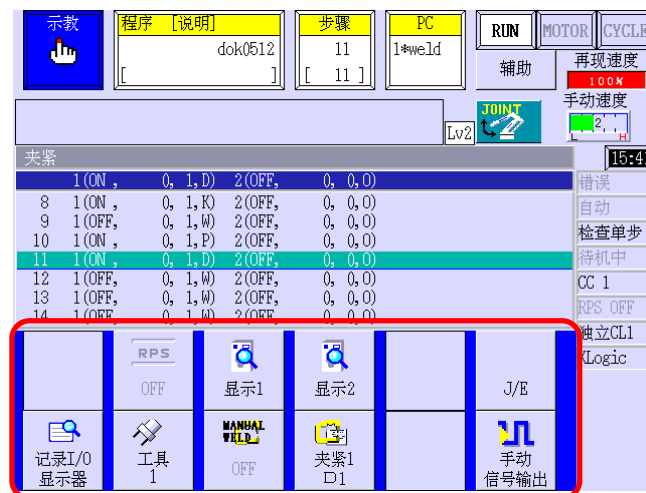 示教
程序 [说明]
dok0512
[ ]
步骤
11
[ 11 ]
PC
1*weld
RUN
MOTOR
CYCLE
辅助
再现速度
100%
手动速度
2
L H
Lv2
JOINT
夹紧
15:4
1(ON , 0, 1,D) 2(OFF, 0, 0,O)
8 1(ON , 0, 1,K) 2(OFF, 0, 0,O)
9 1(OFF, 0, 1,W) 2(OFF, 0, 0,O)
10 1(ON , 0, 1,P) 2(OFF, 0, 0,O)
11 1(ON , 0, 1,D) 2(OFF, 0, 0,O)
12 1(OFF, 0, 1,W) 2(OFF, 0, 0,O)
13 1(OFF, 0, 1,W) 2(OFF, 0, 0,O)
14 1(OFF, 0, 1,W) 2(OFF, 0, 0,O)
错误
自动
检查单步
待机中
CC 1
RPS OFF
独立CL1
KLogic
RPS
OFF
显示1
显示2
J/E
记录I/0
显示器
工具
1
MANUAL
WELD
OFF
夹紧1
D1
手动
信号输出